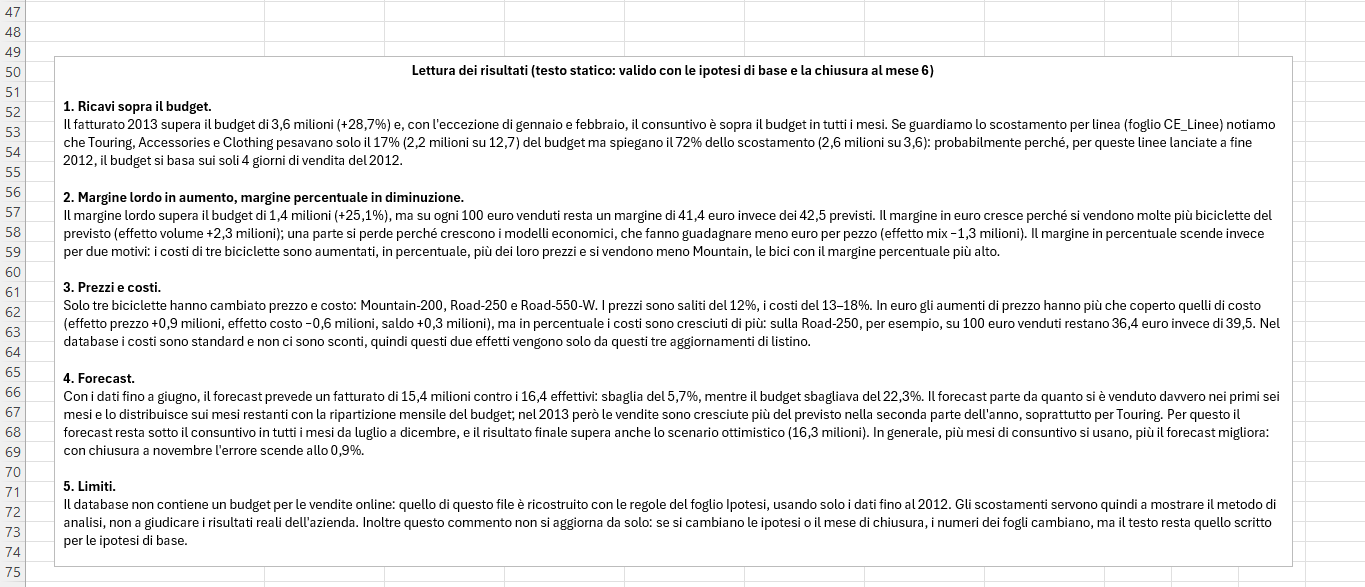 47
48
49
50
51
52
53
54
55
56
57
58
59
60
61
62
63
64
65
66
67
68
69
70
71
72
73
74
75
Lettura dei risultati (testo statico: valido con le ipotesi di base e la chiusura al mese 6)
1. Ricavi sopra il budget.
Il fatturato 2013 supera il budget di 3,6 milioni (+28,7%) e, con l'eccezione di gennaio e febbraio, il consuntivo è sopra il budget in tutti i mesi. Se guardiamo lo scostamento per linea (foglio CE_Linee) notiamo
che Touring, Accessories e Clothing pesavano solo il 17% (2,2 milioni su 12,7) del budget ma spiegano il 72% dello scostamento (2,6 milioni su 3,6): probabilmente perché, per queste linee lanciate a fine
2012, il budget si basa sui soli 4 giorni di vendita del 2012.
2. Margine lordo in aumento, margine percentuale in diminuzione.
Il margine lordo supera il budget di 1,4 milioni (+25,1%), ma su ogni 100 euro venduti resta un margine di 41,4 euro invece dei 42,5 previsti. Il margine in euro cresce perché si vendono molte più biciclette del
previsto (effetto volume +2,3 milioni); una parte si perde perché crescono i modelli economici, che fanno guadagnare meno euro per pezzo (effetto mix −1,3 milioni). Il margine in percentuale scende invece
per due motivi: i costi di tre biciclette sono aumentati, in percentuale, più dei loro prezzi e si vendono meno Mountain, le bici con il margine percentuale più alto.
3. Prezzi e costi.
Solo tre biciclette hanno cambiato prezzo e costo: Mountain-200, Road-250 e Road-550-W. I prezzi sono saliti del 12%, i costi del 13–18%. In euro gli aumenti di prezzo hanno più che coperto quelli di costo
(effetto prezzo +0,9 milioni, effetto costo −0,6 milioni, saldo +0,3 milioni), ma in percentuale i costi sono cresciuti di più: sulla Road-250, per esempio, su 100 euro venduti restano 36,4 euro invece di 39,5. Nel
database i costi sono standard e non ci sono sconti, quindi questi due effetti vengono solo da questi tre aggiornamenti di listino.
4. Forecast.
Con i dati fino a giugno, il forecast prevede un fatturato di 15,4 milioni contro i 16,4 effettivi: sbaglia del 5,7%, mentre il budget sbagliava del 22,3%. Il forecast parte da quanto si è venduto davvero nei primi sei
mesi e lo distribuisce sui mesi restanti con la ripartizione mensile del budget; nel 2013 però le vendite sono cresciute più del previsto nella seconda parte dell'anno, soprattutto per Touring. Per questo il
forecast resta sotto il consuntivo in tutti i mesi da luglio a dicembre, e il risultato finale supera anche lo scenario ottimistico (16,3 milioni). In generale, più mesi di consuntivo si usano, più il forecast migliora:
con chiusura a novembre l'errore scende allo 0,9%.
5. Limiti.
Il database non contiene un budget per le vendite online: quello di questo file è ricostruito con le regole del foglio Ipotesi, usando solo i dati fino al 2012. Gli scostamenti servono quindi a mostrare il metodo di
analisi, non a giudicare i risultati reali dell'azienda. Inoltre questo commento non si aggiorna da solo: se si cambiano le ipotesi o il mese di chiusura, i numeri dei fogli cambiano, ma il testo resta quello scritto
per le ipotesi di base.